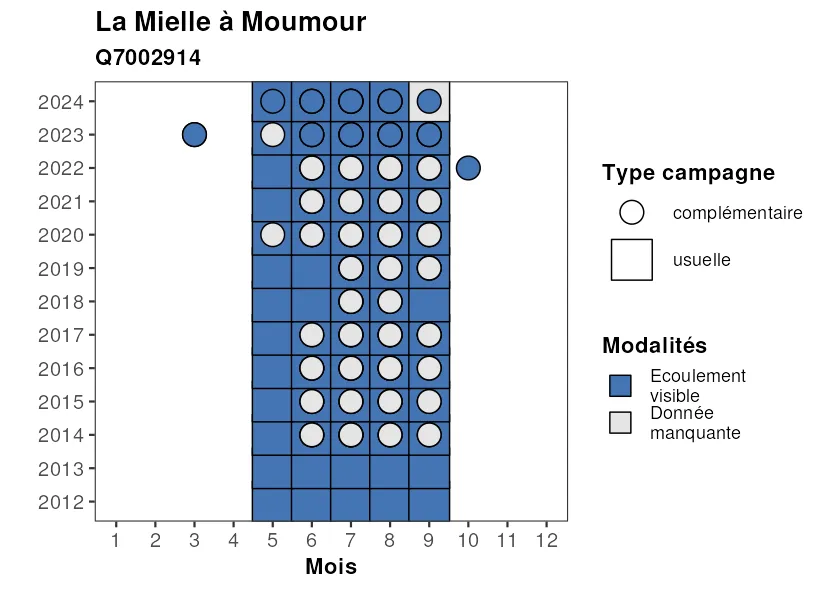 La Mielle à Moumour
Q7002914
2024
2023
2022
2021
2020
2019
2018
2017
2016
2015
2014
2013
2012
1 2 3 4 5 6 7 8 9 10 11 12
Mois
Type campagne
complémentaire
usuelle
Modalités
Ecoulement
visible
Donnée
manquante